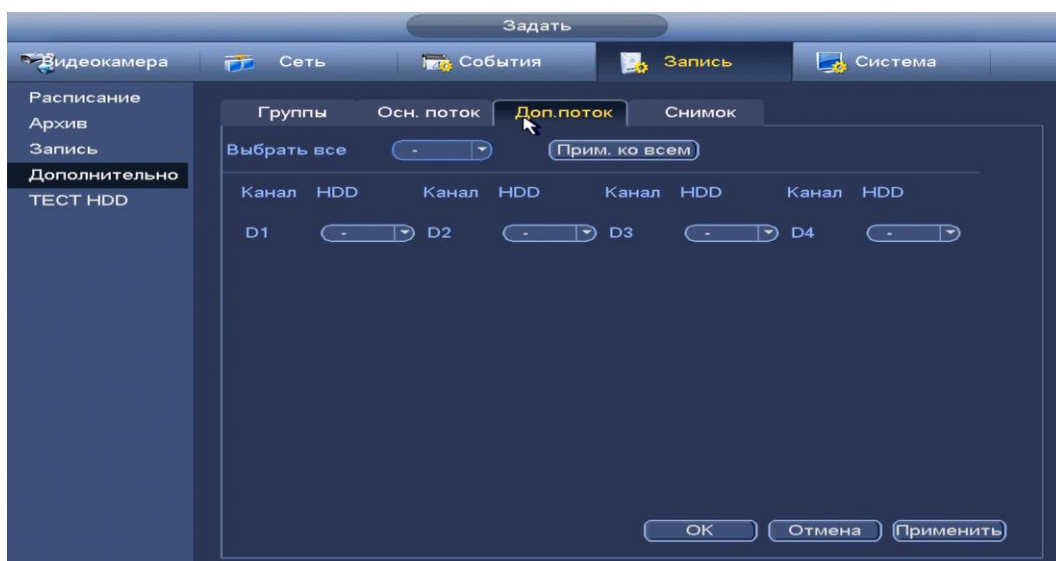 Задать
Видеокамера Сеть События Запись Система
Расписание
Архив
Запись
Дополнительно
ТЕСТ HDD
Группы Осн. поток Доп.поток Снимок
Выбрать все - Прим. ко всем
Канал HDD Канал HDD Канал HDD Канал HDD
D1 - D2 - D3 - D4 -
OK Отмена Применить